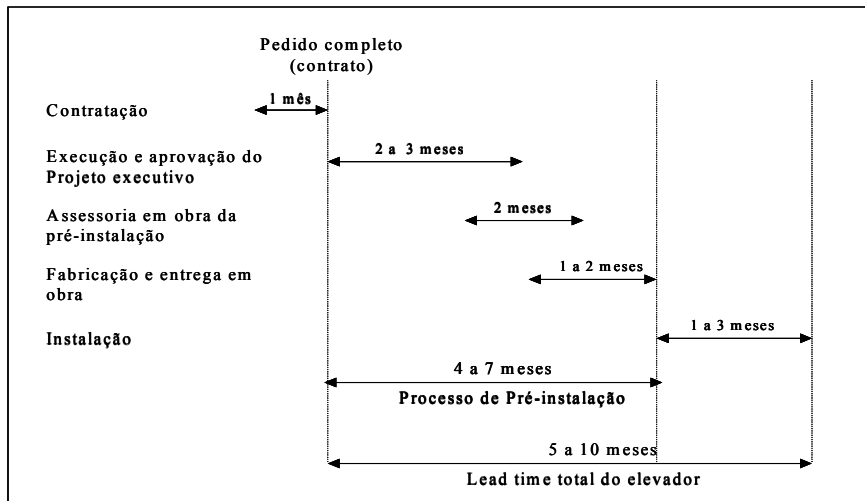 Pedido completo
(contrato)
Contratação
1 mês
Execução e aprovação do
Projeto executivo
2 a 3 meses
Assessoria em obra da
pré-instalação
2 meses
Fabricação e entrega em
obra
1 a 2 meses
Instalação
1 a 3 meses
4 a 7 meses
Processo de Pré-instalação
5 a 10 meses
Lead time total do elevador